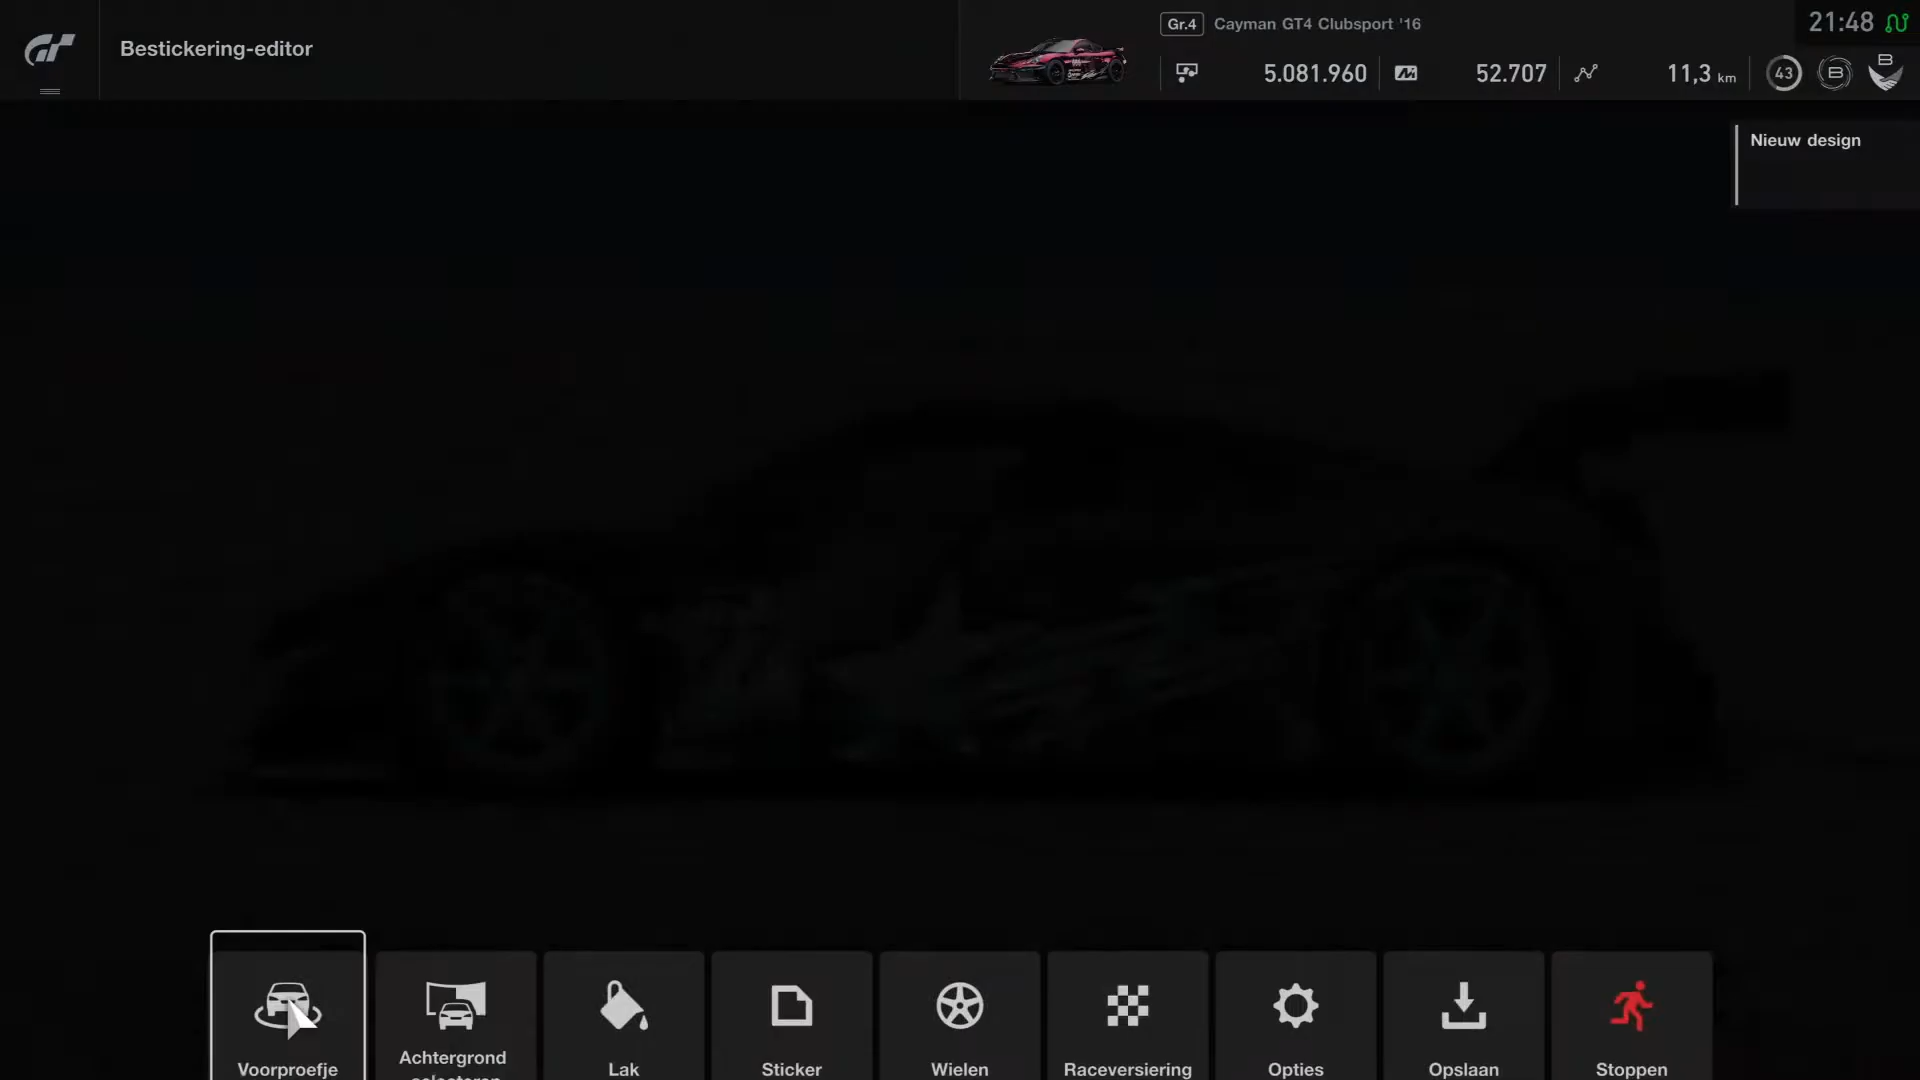 Bestickering-editor
Gr.4 Cayman GT4 Clubsport '16
21:48
5.081.960 52.707 11,3 km 43 B B
Nieuw design
Voorproefje
Achtergrond
selecteren
Lak
Sticker
Wielen
Raceversiering
Opties
Opslaan
Stoppen